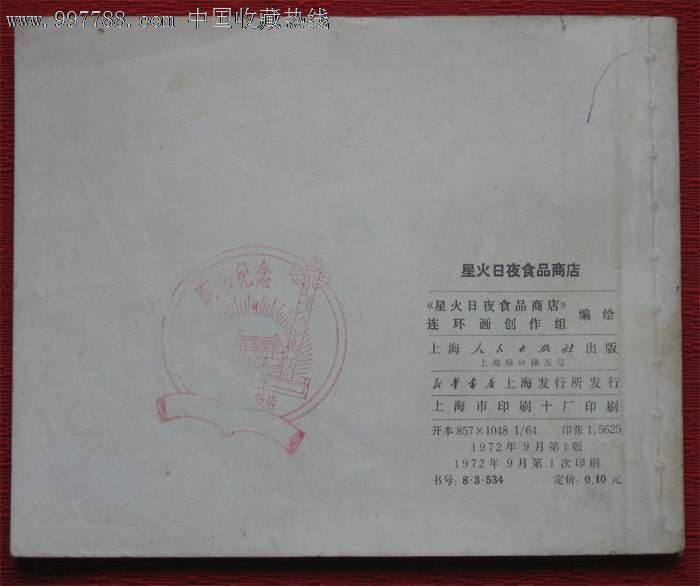 www.997788.com 中国收藏热线
纪念
星火日夜食品商店
《星火日夜食品商店》
连环画创作组 编绘
上海人民出版社出版
上海绍兴路五号
新华书店上海发行所发行
上海市印刷十厂印刷
开本 857×1048 1/64 印张 1.5625
1972年9月第1版
1972年9月第1次印刷
书号: 8·3·534 定价: 0.10元